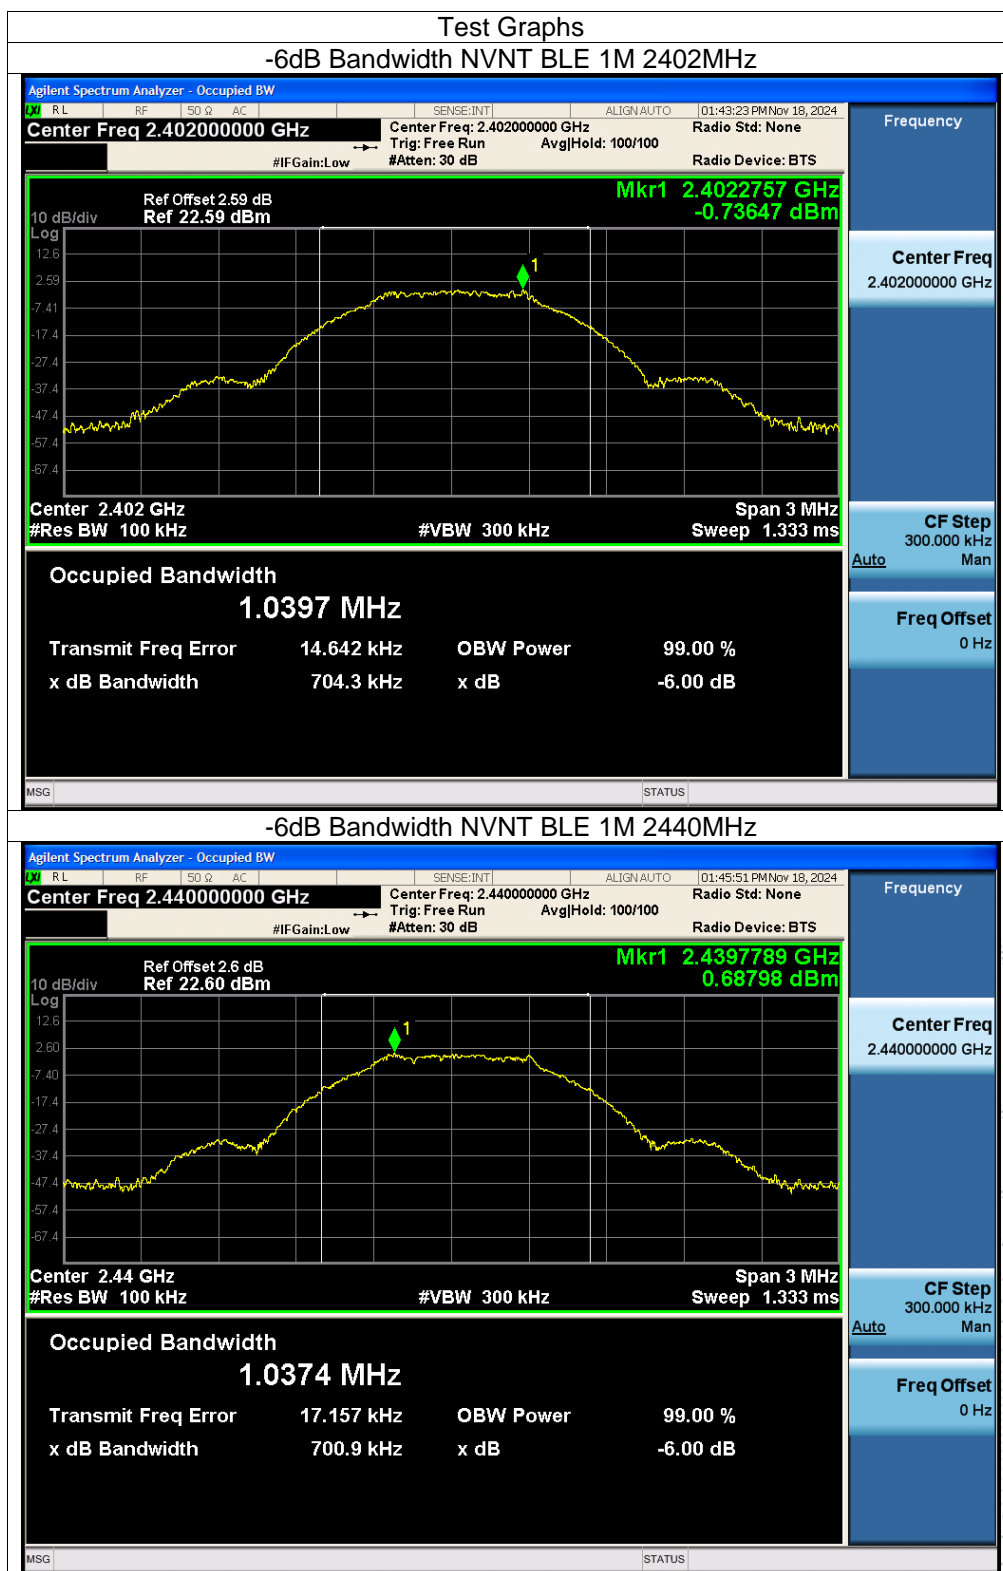 Test Graphs
-6dB Bandwidth NVNT BLE 1M 2402MHz
Agilent Spectrum Analyzer - Occupied BW
LXI RL RF 50 Ω AC SENSE:INT ALIGN AUTO 01:43:23 PM Nov 18, 2024
Center Freq 2.402000000 GHz Center Freq: 2.402000000 GHz Radio Std: None
Trig: Free Run Avg|Hold: 100/100
#IFGain:Low #Atten: 30 dB Radio Device: BTS
Frequency
Mkr1 2.4022757 GHz
-0.73647 dBm
Ref Offset 2.59 dB
10 dB/div Ref 22.59 dBm
Log
12.6
2.59
-7.41
-17.4
-27.4
-37.4
-47.4
-57.4
-67.4
1
Center Freq
2.402000000 GHz
Center 2.402 GHz Span 3 MHz
#Res BW 100 kHz #VBW 300 kHz Sweep 1.333 ms
CF Step
300.000 kHz
Auto Man
Occupied Bandwidth
1.0397 MHz
Transmit Freq Error 14.642 kHz OBW Power 99.00 %
x dB Bandwidth 704.3 kHz x dB -6.00 dB
Freq Offset
0 Hz
MSG STATUS
-6dB Bandwidth NVNT BLE 1M 2440MHz
Agilent Spectrum Analyzer - Occupied BW
LXI RL RF 50 Ω AC SENSE:INT ALIGN AUTO 01:45:51 PM Nov 18, 2024
Center Freq 2.440000000 GHz Center Freq: 2.440000000 GHz Radio Std: None
Trig: Free Run Avg|Hold: 100/100
#IFGain:Low #Atten: 30 dB Radio Device: BTS
Frequency
Mkr1 2.4397789 GHz
0.68798 dBm
Ref Offset 2.6 dB
10 dB/div Ref 22.60 dBm
Log
12.6
2.60
-7.40
-17.4
-27.4
-37.4
-47.4
-57.4
-67.4
1
Center Freq
2.440000000 GHz
Center 2.44 GHz Span 3 MHz
#Res BW 100 kHz #VBW 300 kHz Sweep 1.333 ms
CF Step
300.000 kHz
Auto Man
Occupied Bandwidth
1.0374 MHz
Transmit Freq Error 17.157 kHz OBW Power 99.00 %
x dB Bandwidth 700.9 kHz x dB -6.00 dB
Freq Offset
0 Hz
MSG STATUS